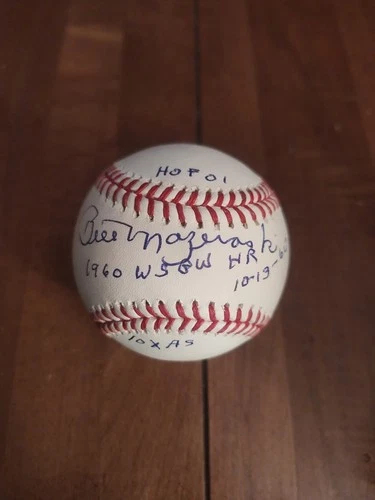 HOF 01
Bill Mazeroski
1960 WS GW HR
10-13-60
10X AS